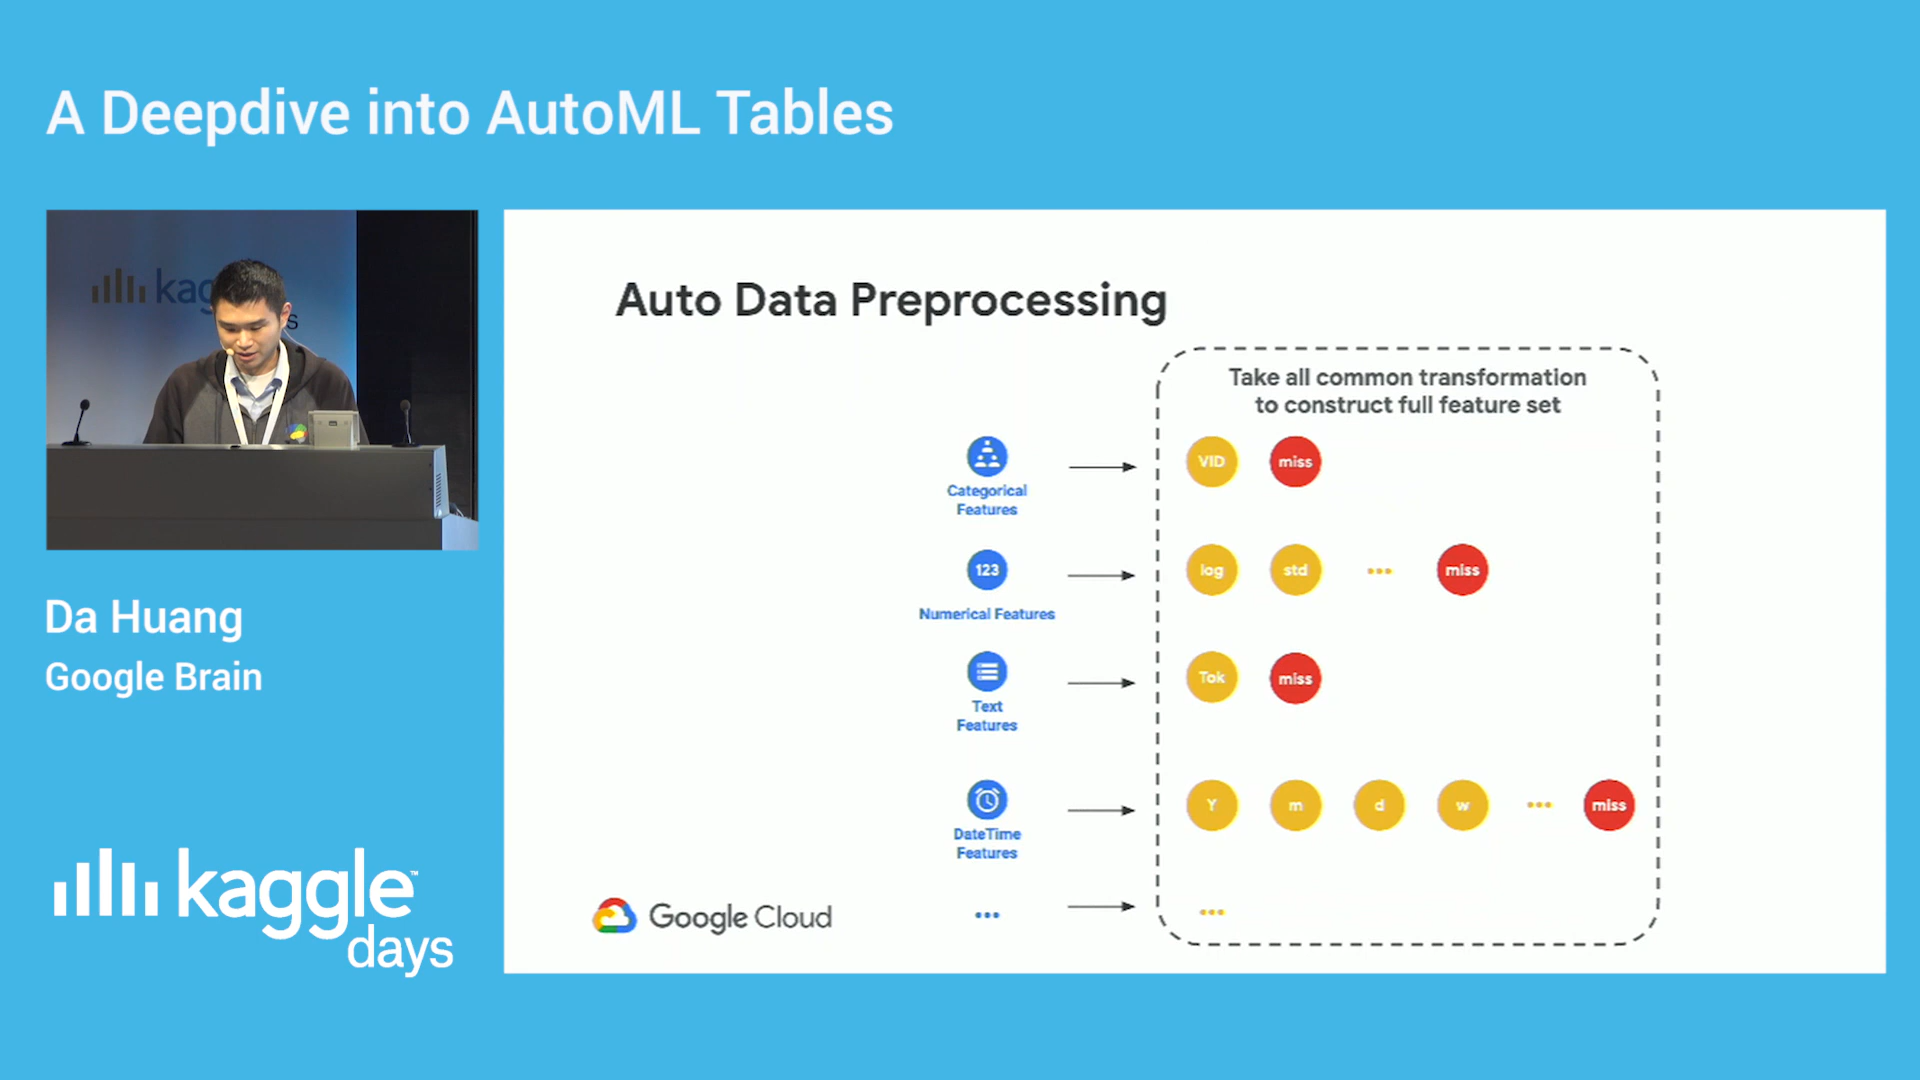 A Deepdive into AutoML Tables
kag
s
Da Huang
Google Brain
kaggle™
days
Auto Data Preprocessing
Take all common transformation
to construct full feature set
Categorical
Features
VID miss
123
Numerical Features
log std ... miss
Text
Features
Tok miss
DateTime
Features
Y m d w ... miss
... ...
Google Cloud